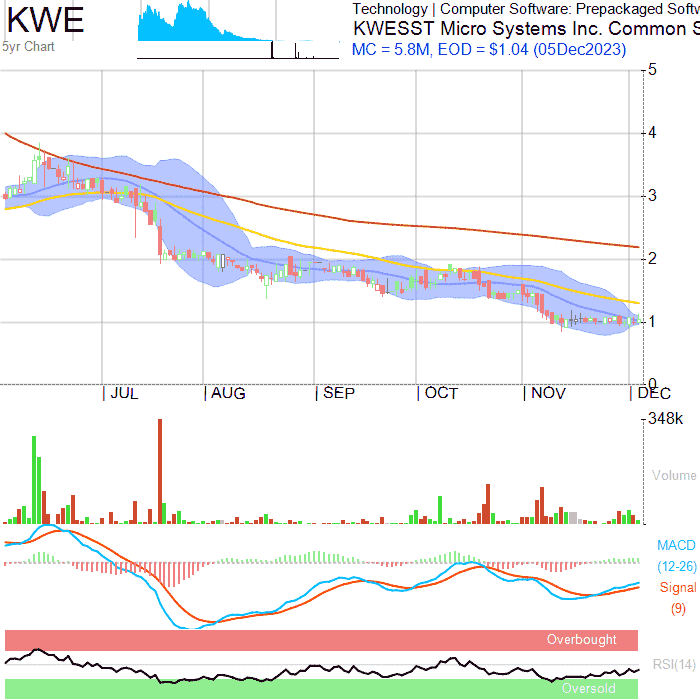 KWE
5yr Chart
Technology | Computer Software: Prepackaged Softw
KWESST Micro Systems Inc. Common S
MC = 5.8M, EOD = $1.04 (05Dec2023)
5
4
3
2
1
0
JUL AUG SEP OCT NOV DEC
348k
Volume
MACD
(12-26)
Signal
(9)
Overbought
RSI(14)
Oversold